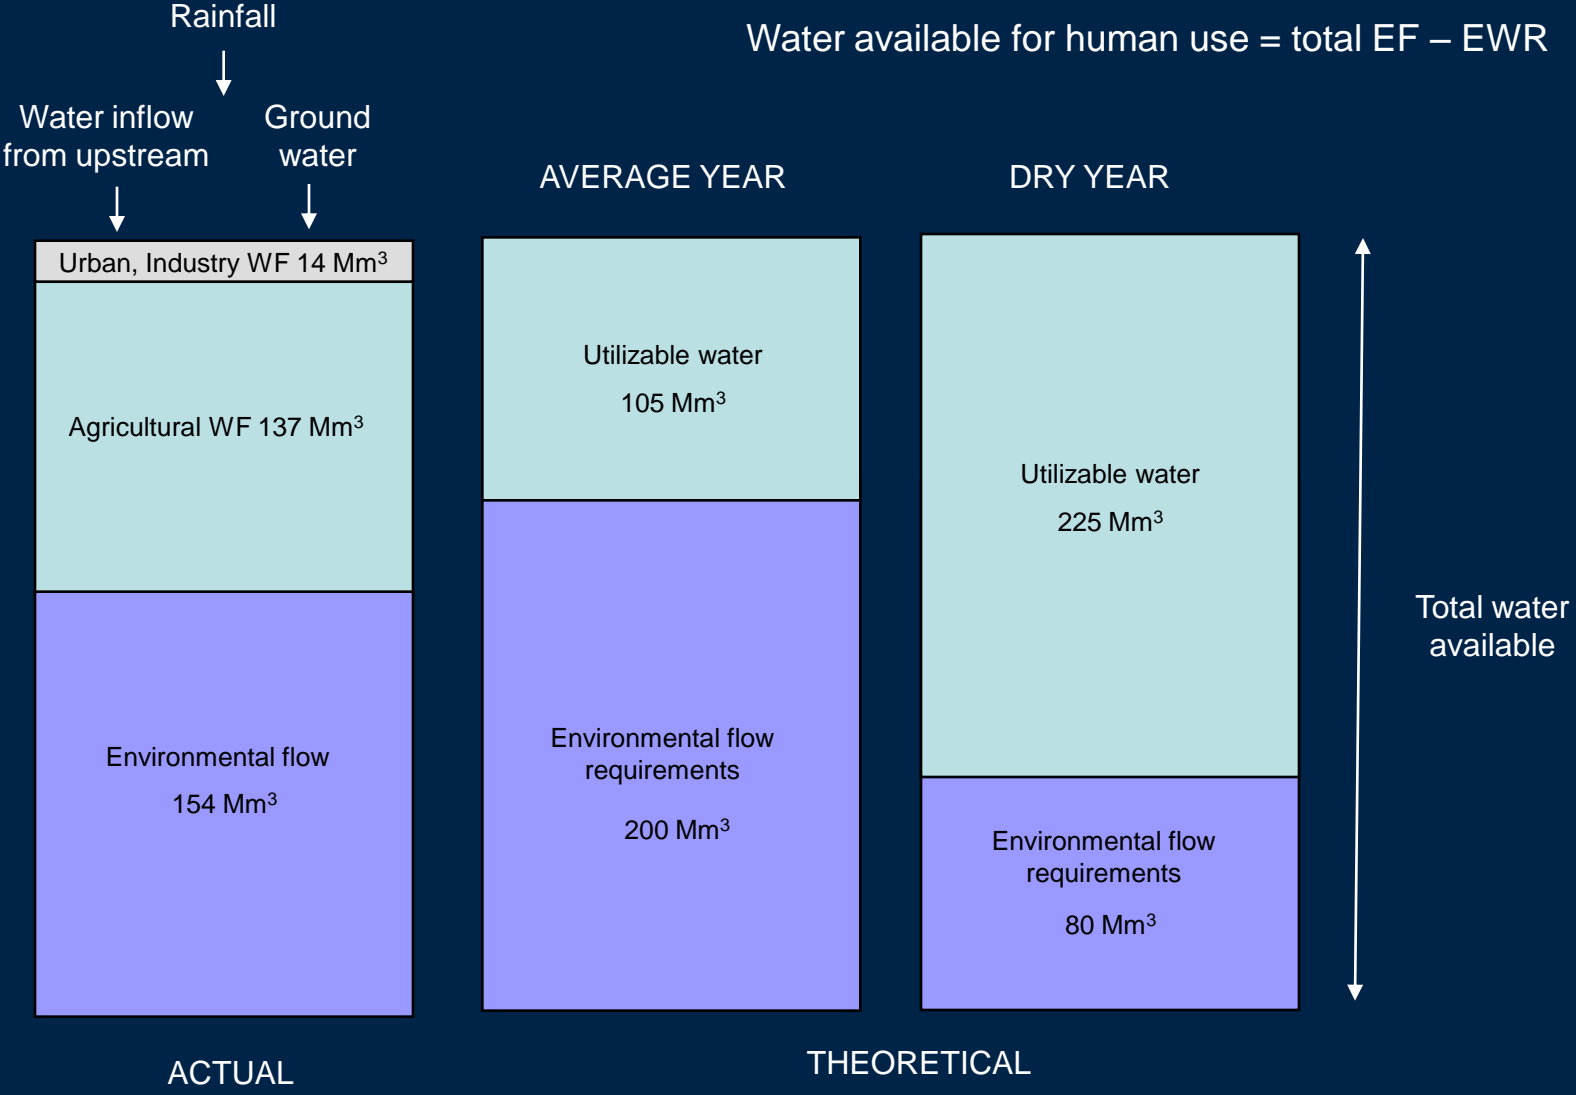 Rainfall
Water available for human use = total EF – EWR
Water inflow
from upstream
Ground
water
AVERAGE YEAR
DRY YEAR
Urban, Industry WF 14 Mm³
Agricultural WF 137 Mm³
Environmental flow
154 Mm³
Utilizable water
105 Mm³
Environmental flow
requirements
200 Mm³
Utilizable water
225 Mm³
Environmental flow
requirements
80 Mm³
Total water
available
ACTUAL
THEORETICAL